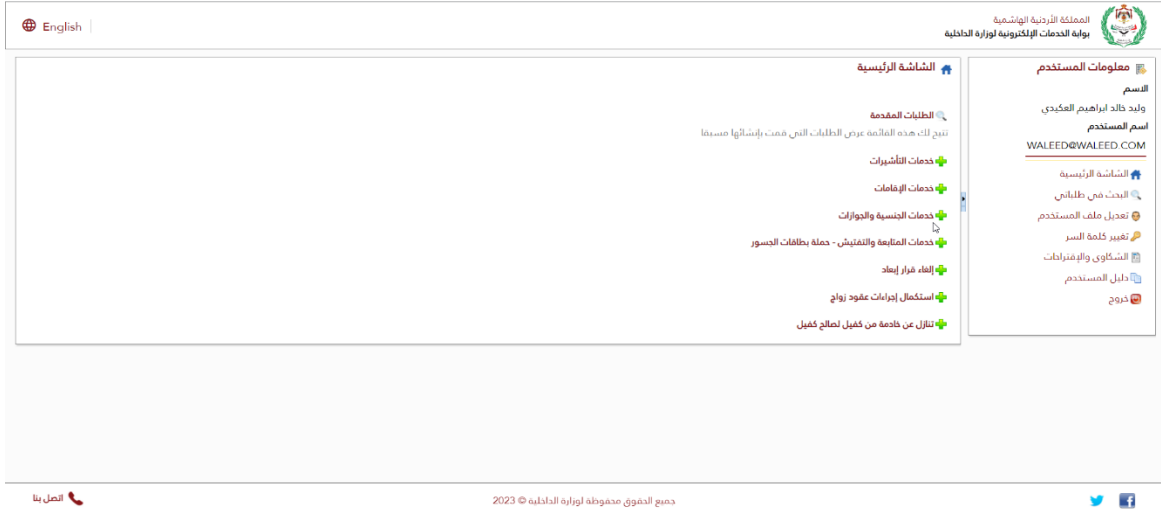 المملكة الأردنية الهاشمية
بوابة الخدمات الإلكترونية لوزارة الداخلية
English
معلومات المستخدم
الاسم
وليد خالد ابراهيم العكيدي
اسم المستخدم
WALEED@WALEED.COM
الشاشة الرئيسية
البحث في طلباتي
تعديل ملف المستخدم
تغيير كلمة السر
الشكاوى والإقتراحات
دليل المستخدم
خروج
الشاشة الرئيسية
الطلبات المقدمة
تتيح لك هذه القائمة عرض الطلبات التي قمت بإنشائها مسبقا
خدمات التأشيرات
خدمات الإقامات
خدمات الجنسية والجوازات
خدمات المتابعة والتفتيش - حملة بطاقات الجسور
إلغاء قرار إبعاد
استكمال إجراءات عقود زواج
تنازل عن خادمة من كفيل لصالح كفيل
جميع الحقوق محفوظة لوزارة الداخلية © 2023
اتصل بنا